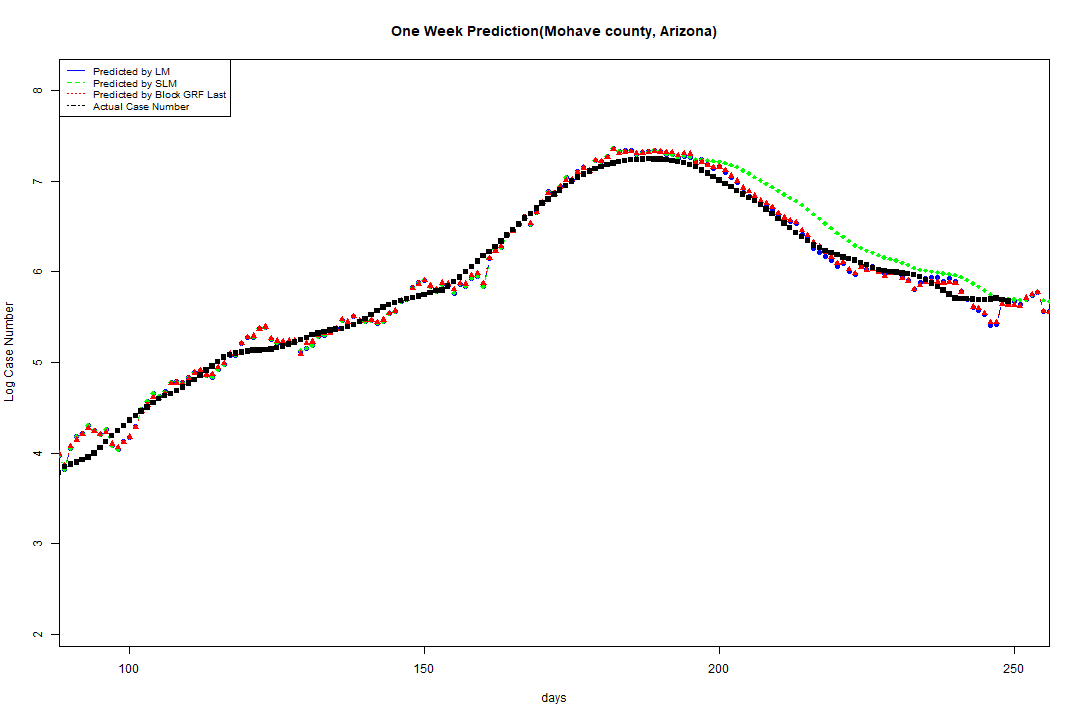 One Week Prediction(Mohave county, Arizona)
Predicted by LM
Predicted by SLM
Predicted by Block GRF Last
Actual Case Number
8
7
6
5
4
3
2
Log Case Number
100 150 200 250
days